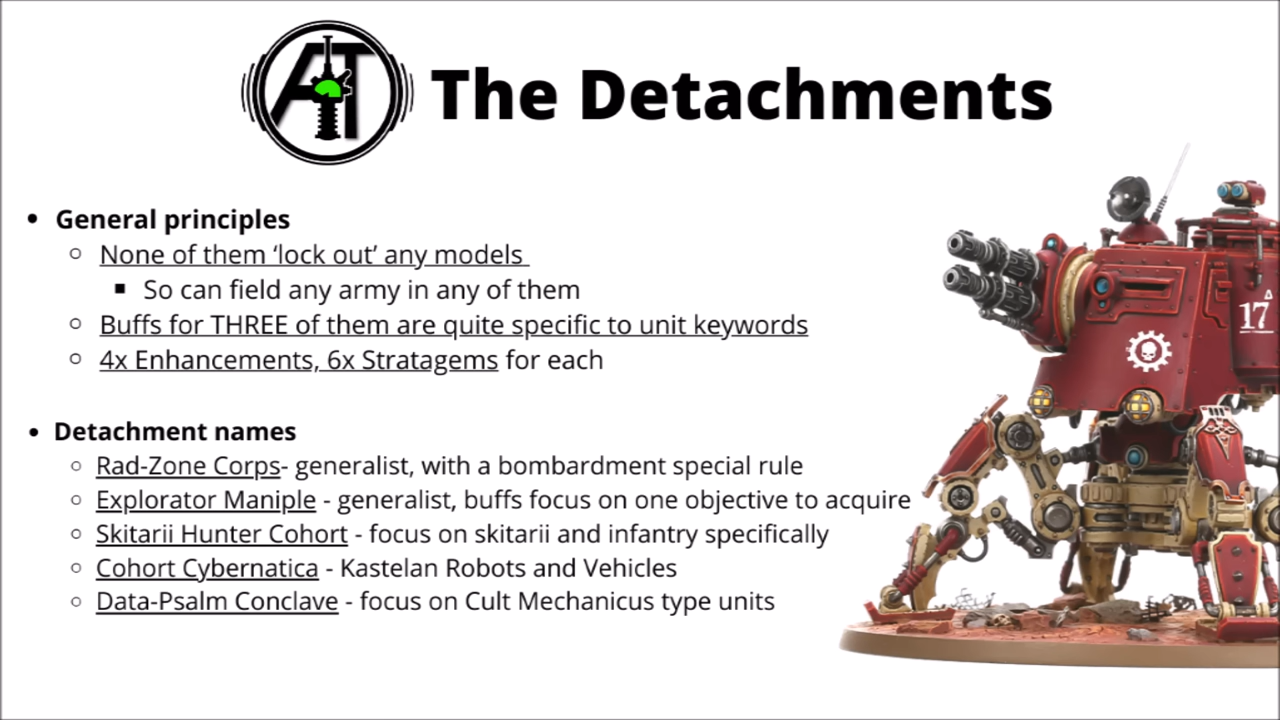 AT
The Detachments
• General principles
○ None of them ‘lock out’ any models
■ So can field any army in any of them
○ Buffs for THREE of them are quite specific to unit keywords
○ 4x Enhancements, 6x Stratagems for each
• Detachment names
○ Rad-Zone Corps- generalist, with a bombardment special rule
○ Explorator Maniple - generalist, buffs focus on one objective to acquire
○ Skitarii Hunter Cohort - focus on skitarii and infantry specifically
○ Cohort Cybernatica - Kastelan Robots and Vehicles
○ Data-Psalm Conclave - focus on Cult Mechanicus type units
17